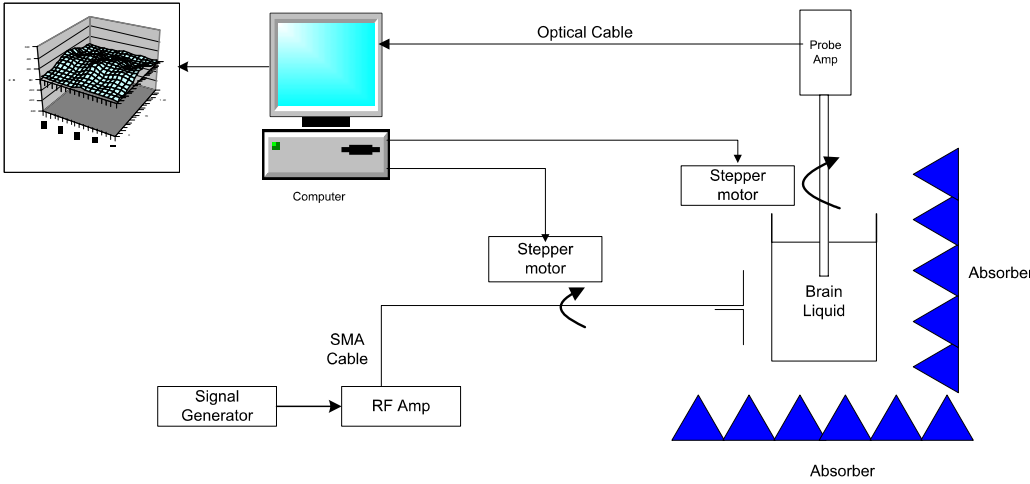 Optical Cable
Probe
Amp
Computer
Stepper
motor
Stepper
motor
Brain
Liquid
Absorber
SMA
Cable
Signal
Generator
RF Amp
Absorber